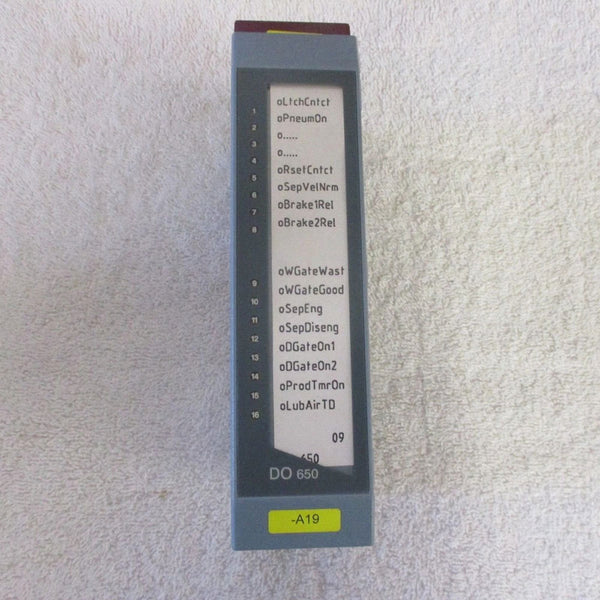 1 oLtchCntct
2 oPneumOn
3 o.....
4 o.....
5 oRsetCntct
6 oSepVelNrm
7 oBrake1Rel
8 oBrake2Rel
9 oWGateWast
10 oWGateGood
11 oSepEng
12 oSepDiseng
13 oDGateOn1
14 oDGateOn2
15 oProdTmrOn
16 oLubAirTD
09
650
DO 650
-A19